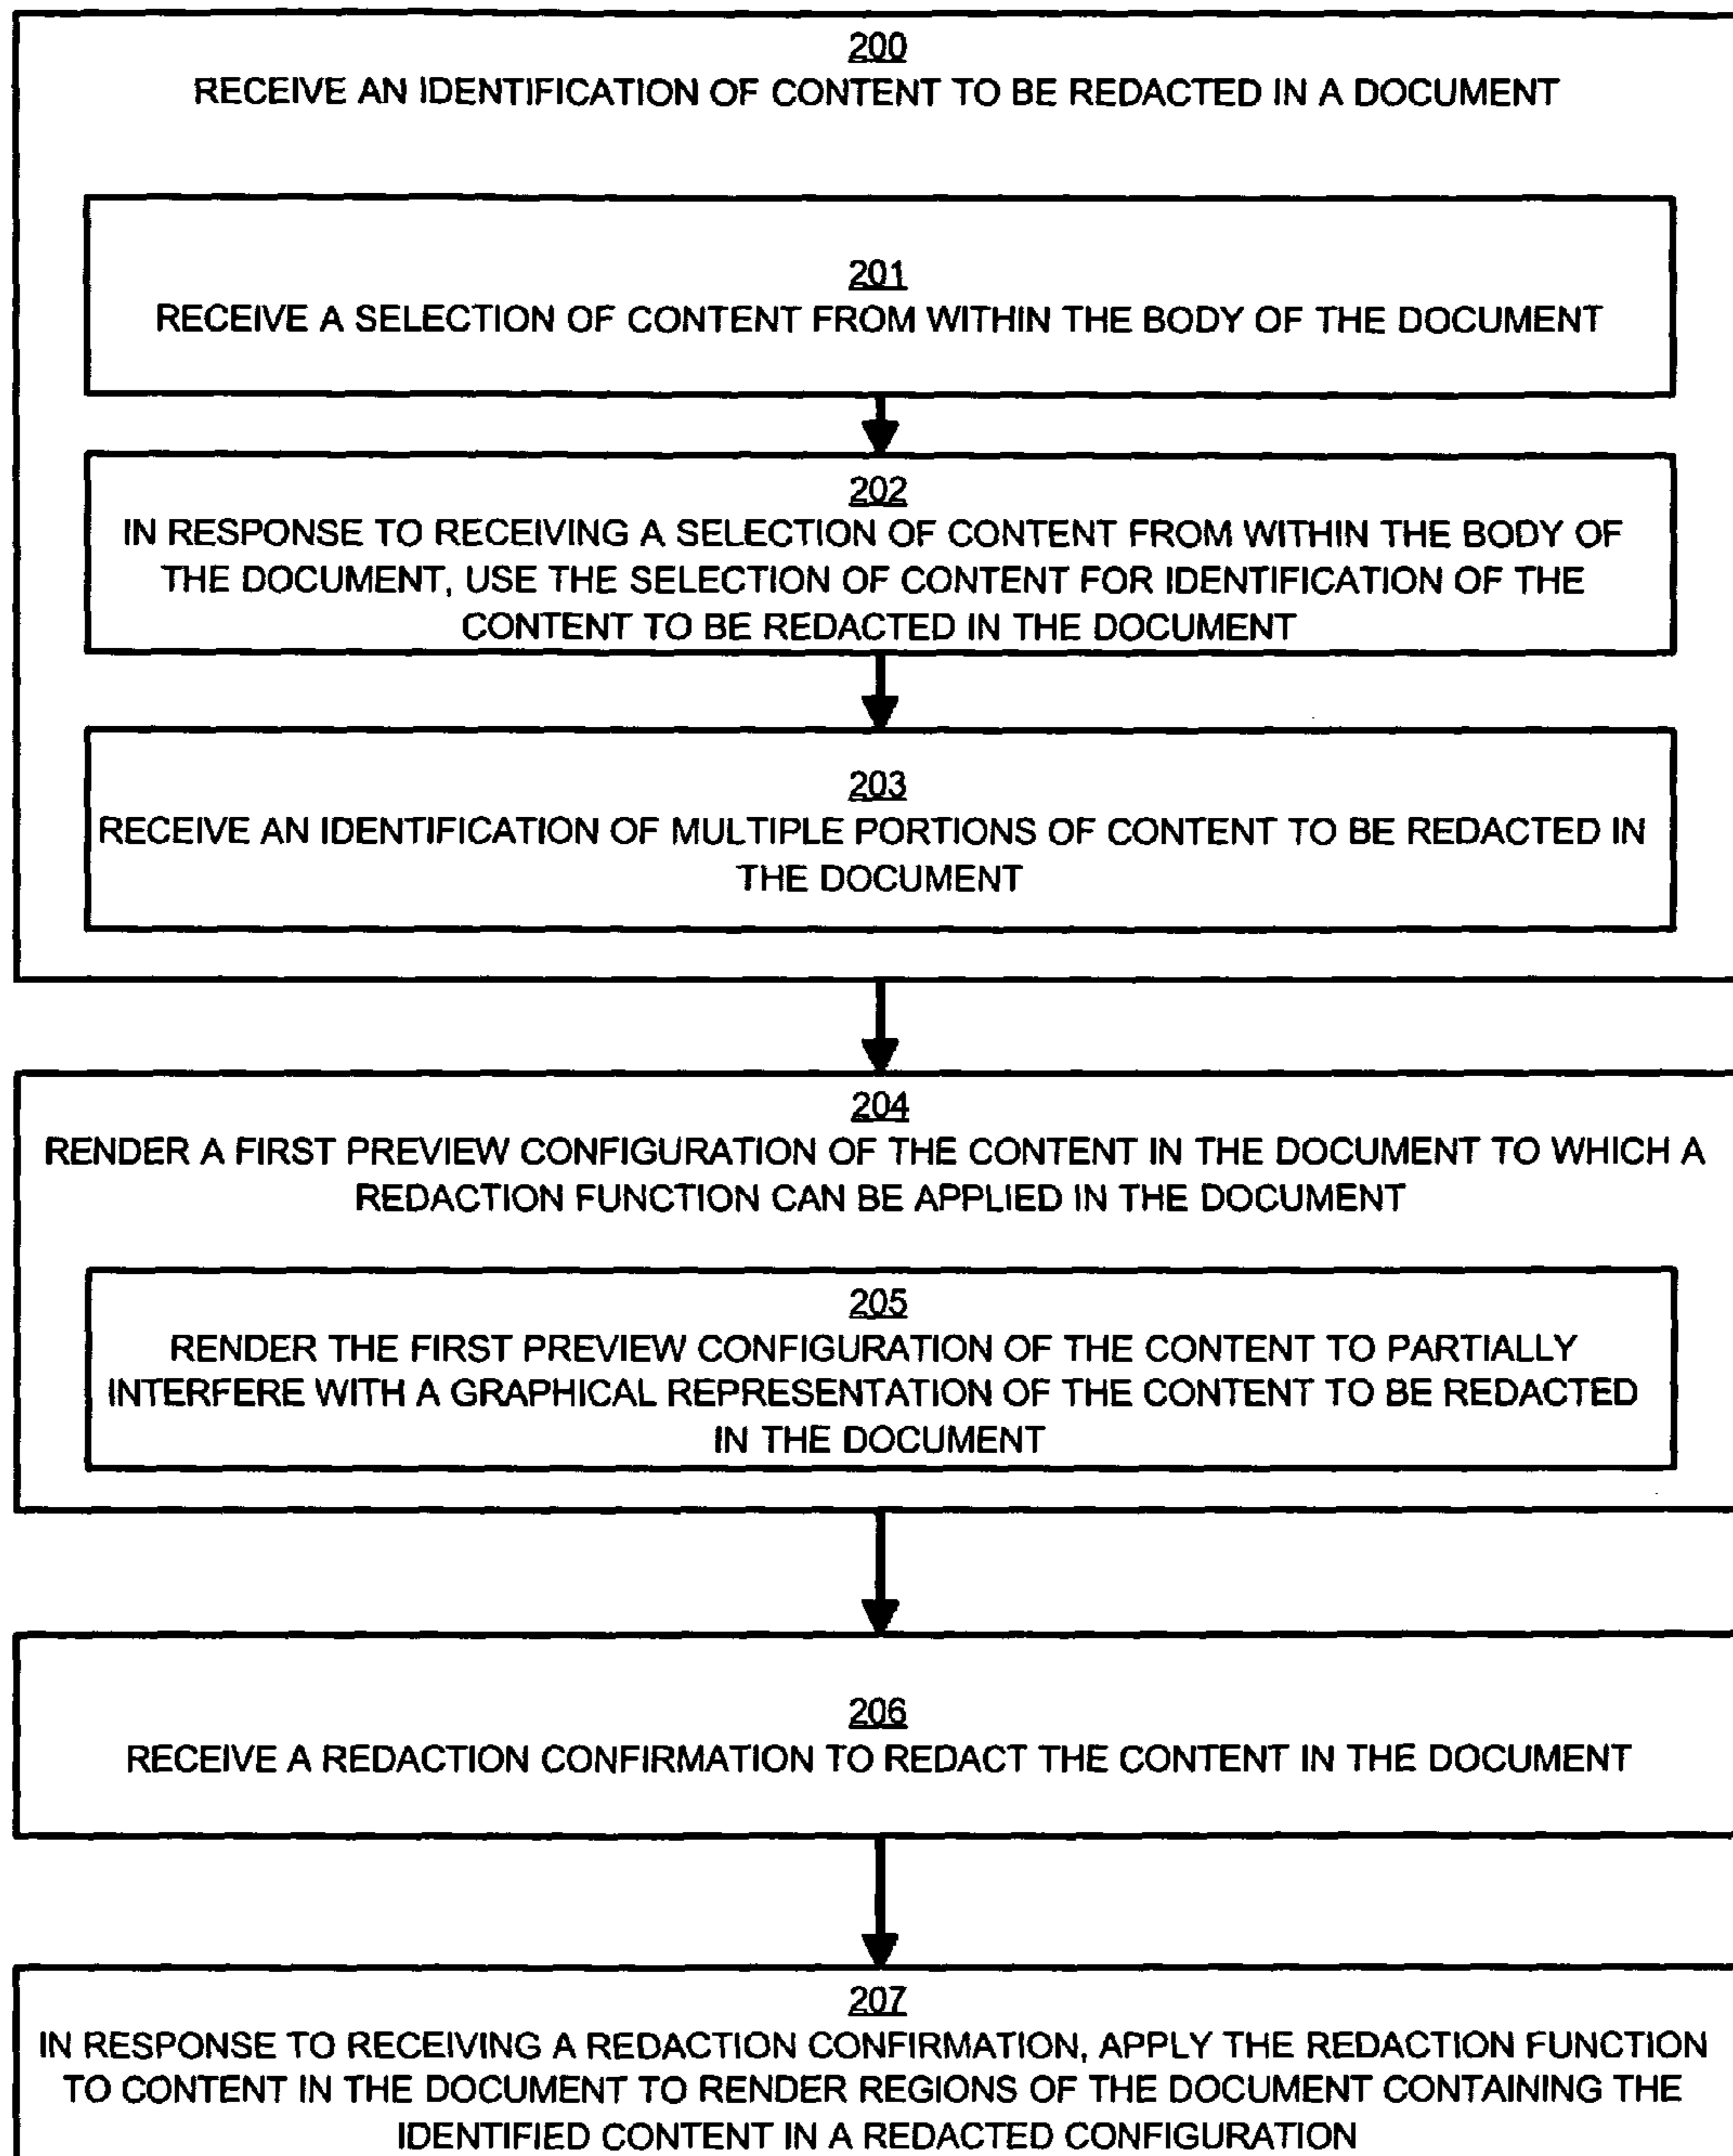 200
RECEIVE AN IDENTIFICATION OF CONTENT TO BE REDACTED IN A DOCUMENT
201
RECEIVE A SELECTION OF CONTENT FROM WITHIN THE BODY OF THE DOCUMENT
202
IN RESPONSE TO RECEIVING A SELECTION OF CONTENT FROM WITHIN THE BODY OF
THE DOCUMENT, USE THE SELECTION OF CONTENT FOR IDENTIFICATION OF THE
CONTENT TO BE REDACTED IN THE DOCUMENT
203
RECEIVE AN IDENTIFICATION OF MULTIPLE PORTIONS OF CONTENT TO BE REDACTED IN
THE DOCUMENT
204
RENDER A FIRST PREVIEW CONFIGURATION OF THE CONTENT IN THE DOCUMENT TO WHICH A
REDACTION FUNCTION CAN BE APPLIED IN THE DOCUMENT
205
RENDER THE FIRST PREVIEW CONFIGURATION OF THE CONTENT TO PARTIALLY
INTERFERE WITH A GRAPHICAL REPRESENTATION OF THE CONTENT TO BE REDACTED
IN THE DOCUMENT
206
RECEIVE A REDACTION CONFIRMATION TO REDACT THE CONTENT IN THE DOCUMENT
207
IN RESPONSE TO RECEIVING A REDACTION CONFIRMATION, APPLY THE REDACTION FUNCTION
TO CONTENT IN THE DOCUMENT TO RENDER REGIONS OF THE DOCUMENT CONTAINING THE
IDENTIFIED CONTENT IN A REDACTED CONFIGURATION